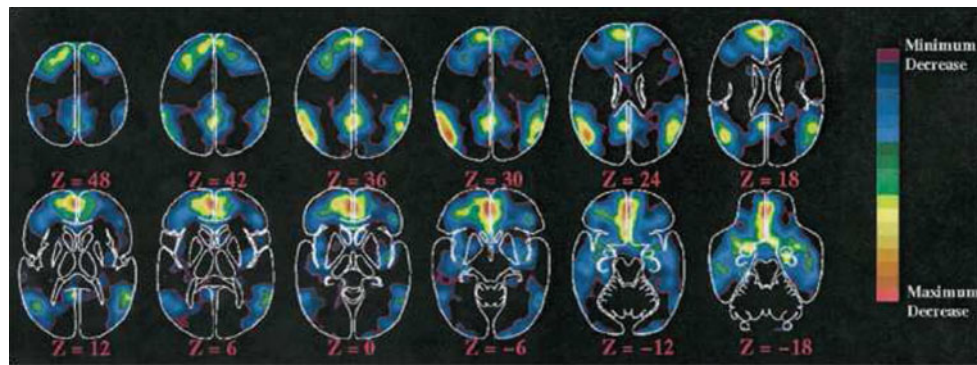 Minimum
Decrease
Z = 48 Z = 42 Z = 36 Z = 30 Z = 24 Z = 18
Z = 12 Z = 6 Z = 0 Z = -6 Z = -12 Z = -18
Maximum
Decrease